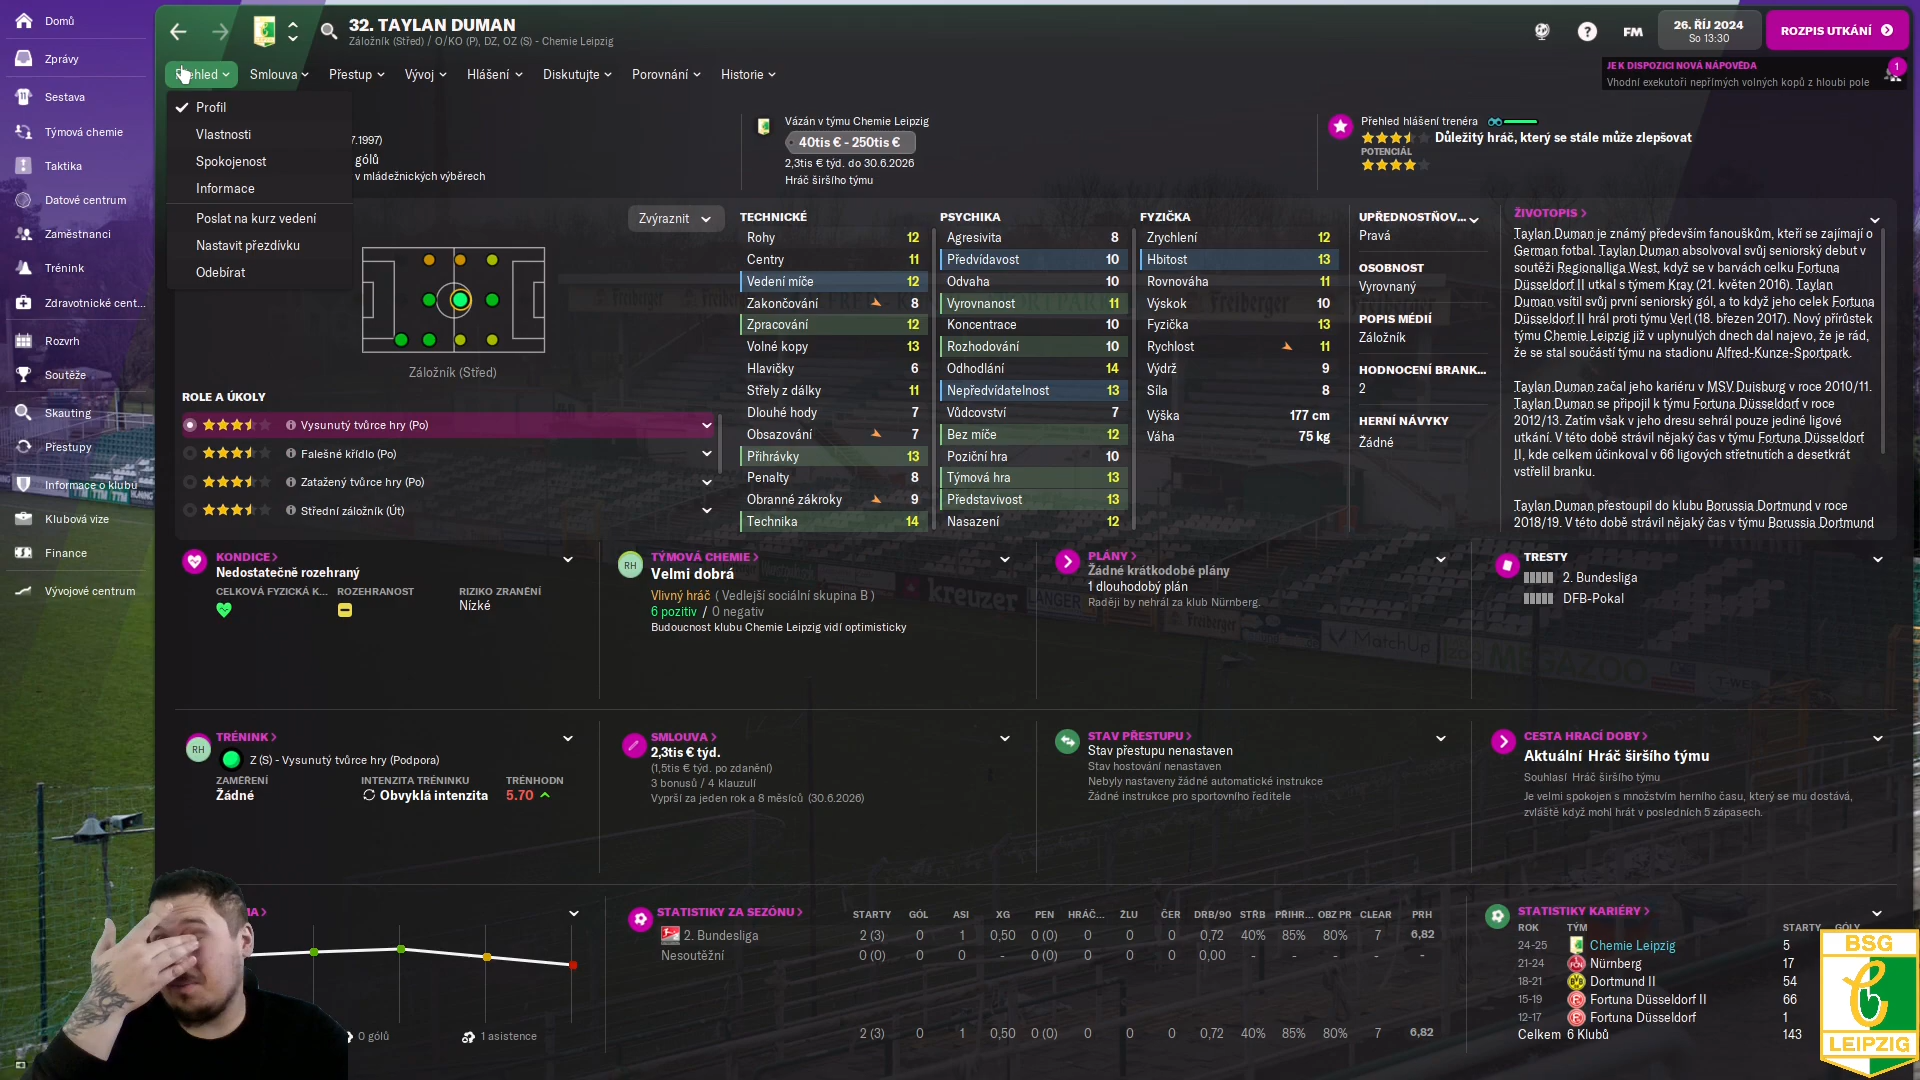 Domů
Zprávy
Sestava
Týmová chemie
Taktika
Datové centrum
Zaměstnanci
Trénink
Zdravotnické cent...
Rozvrh
Soutěže
Skauting
Přestupy
Informace o klubu
Klubová vize
Finance
Vývojové centrum
32. TAYLAN DUMAN
Záložník (Střed) / O/KO (P), DZ, OZ (S) - Chemie Leipzig
FM
26. ŘÍJ 2024
So 13:30
ROZPIS UTKÁNÍ
Smlouva
Přestup
Vývoj
Hlášení
Diskutujte
Porovnání
Historie
JE K DISPOZICI NOVÁ NÁPOVĚDA
1
Vhodní exekutoři nepřímých volných kopů z hloubi pole
Profil
Vlastnosti
Spokojenost
Informace
Poslat na kurz vedení
Nastavit přezdívku
Odebírat
7.1997)
gólů
v mládežnických výběrech
Vázán v týmu Chemie Leipzig
40tis € - 250tis €
2,3tis € týd. do 30.6.2026
Hráč širšího týmu
Přehled hlášení trenéra
Důležitý hráč, který se stále může zlepšovat
POTENCIÁL
Zvýraznit
Záložník (Střed)
ROLE A ÚKOLY
Vysunutý tvůrce hry (Po)
Falešné křídlo (Po)
Zatažený tvůrce hry (Po)
Střední záložník (Út)
TECHNICKÉ
Rohy 12
Centry 11
Vedení míče 12
Zakončování 8
Zpracování 12
Volné kopy 13
Hlavičky 6
Střely z dálky 11
Dlouhé hody 7
Obsazování 7
Přihrávky 13
Penalty 8
Obranné zákroky 9
Technika 14
PSYCHIKA
Agresivita 8
Předvídavost 10
Odvaha 10
Vyrovnanost 11
Koncentrace 10
Rozhodování 10
Odhodlání 14
Nepředvídatelnost 13
Vůdcovství 7
Bez míče 12
Poziční hra 10
Týmová hra 13
Představivost 13
Nasazení 12
FYZIČKA
Zrychlení 12
Hbitost 13
Rovnováha 11
Výskok 10
Fyzička 13
Rychlost 11
Výdrž 9
Síla 8
Výška 177 cm
Váha 75 kg
UPŘEDNOSTŇOV...
Pravá
OSOBNOST
Vyrovnaný
POPIS MÉDIÍ
Záložník
HODNOCENÍ BRANK...
2
HERNÍ NÁVYKY
Žádné
ŽIVOTOPIS
Taylan Duman je známý především fanouškům, kteří se zajímají o
German fotbal. Taylan Duman absolvoval svůj seniorský debut v
soutěži Regionalliga West, když se v barvách celku Fortuna
Düsseldorf II utkal s týmem Kray (21. květen 2016). Taylan
Duman vsítil svůj první seniorský gól, a to když jeho celek Fortuna
Düsseldorf II hrál proti týmu Verl (18. březen 2017). Nový přírůstek
týmu Chemie Leipzig již v uplynulých dnech dal najevo, že je rád,
že se stal součástí týmu na stadionu Alfred-Kunze-Sportpark.
Taylan Duman začal jeho kariéru v MSV Duisburg v roce 2010/11.
Taylan Duman se připojil k týmu Fortuna Düsseldorf v roce
2012/13. Zatím však v jeho dresu sehrál pouze jediné ligové
utkání. V této době strávil nějaký čas v týmu Fortuna Düsseldorf
II, kde celkem účinkoval v 66 ligových střetnutích a desetkrát
vstřelil branku.
Taylan Duman přestoupil do klubu Borussia Dortmund v roce
2018/19. V této době strávil nějaký čas v týmu Borussia Dortmund
KONDICE
Nedostatečně rozehraný
CELKOVÁ FYZICKÁ K...
ROZEHRANOST
RIZIKO ZRANĚNÍ
Nízké
RH
TÝMOVÁ CHEMIE
Velmi dobrá
Vlivný hráč ( Vedlejší sociální skupina B )
6 pozitiv / 0 negativ
Budoucnost klubu Chemie Leipzig vidí optimisticky
PLÁNY
Žádné krátkodobé plány
1 dlouhodobý plán
Raději by nehrál za klub Nürnberg.
TRESTY
2. Bundesliga
DFB-Pokal
RH
TRÉNINK
Z (S) - Vysunutý tvůrce hry (Podpora)
ZAMĚŘENÍ
Žádné
INTENZITA TRÉNINKU
Obvyklá intenzita
TRÉNHODN
5.70
SMLOUVA
2,3tis € týd.
(1,5tis € týd. po zdanění)
3 bonusu / 4 klauzulí
Vyprší za jeden rok a 8 měsíců (30.6.2026)
STAV PŘESTUPU
Stav přestupu nenastaven
Stav hostování nenastaven
Nebyly nastaveny žádné automatické instrukce
Žádné instrukce pro sportovního ředitele
CESTA HRACÍ DOBY
Aktuální Hráč širšího týmu
Souhlasí Hráč širšího týmu
Je velmi spokojen s množstvím herního času, který se mu dostává,
zvláště když mohl hrát v posledních 5 zápasech.
0 gólů
1 asistence
STATISTIKY ZA SEZÓNU
STARTY GÓL ASI XG PEN HRÁČ... ŽLU ČER DRB/90 STŘB PŘIHR... OBZ PR CLEAR PRH
2. Bundesliga 2 (3) 0 1 0,50 0 (0) 0 0 0 0,72 40% 85% 80% 7 6,82
Nesoutěžní 0 (0) 0 0 - 0 (0) 0 0 0 0,00 - - - - -
2 (3) 0 1 0,50 0 (0) 0 0 0 0,72 40% 85% 80% 7 6,82
STATISTIKY KARIÉRY
ROK TÝM STARTY GÓLY
24-25 Chemie Leipzig 5
21-24 Nürnberg 17
18-21 Dortmund II 54
15-19 Fortuna Düsseldorf II 66
12-17 Fortuna Düsseldorf 1
Celkem 6 Klubů 143
BSG
LEIPZIG